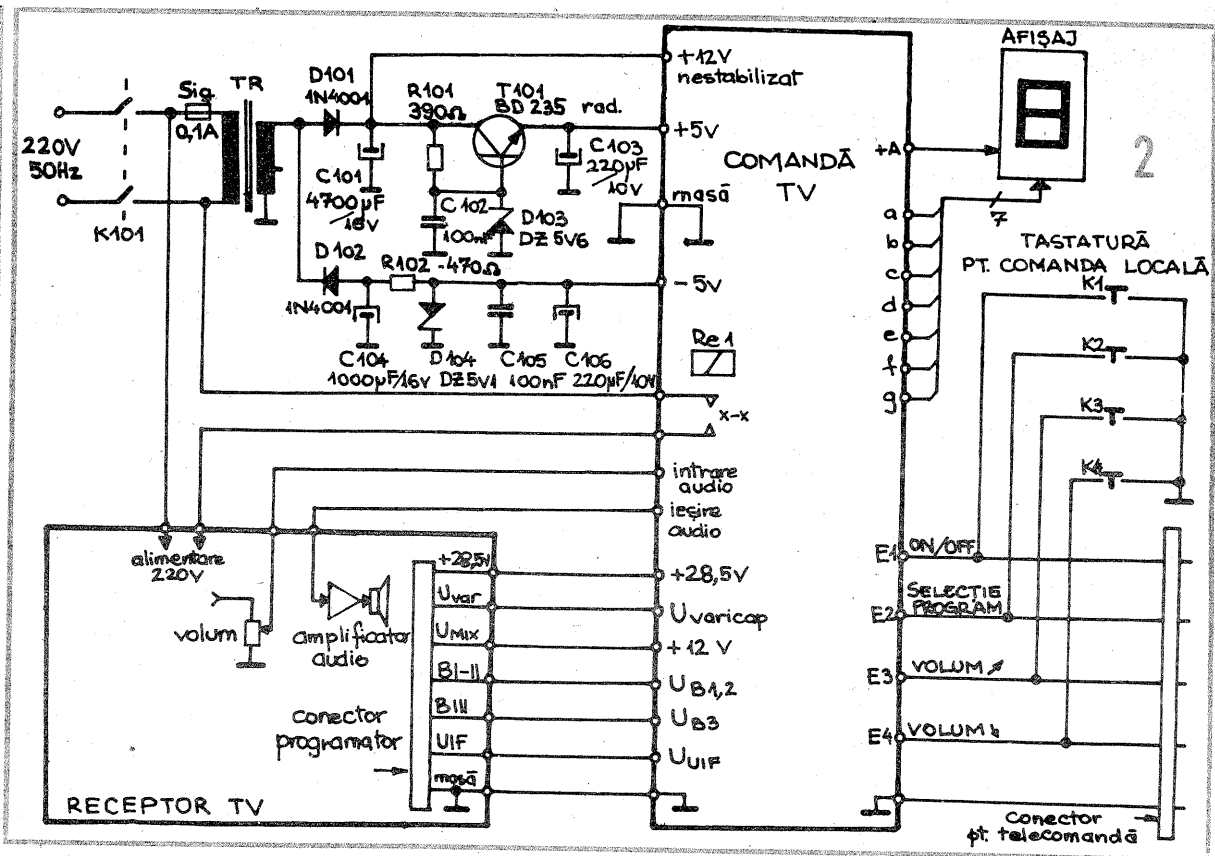 AFIŞAJ
+12V
nestabilizat
D101
1N4001
R101
390Ω
T101
BD 235 rad.
Sig
0,1A
TR
220V
50Hz
K101
+5V
C101
4700µF
/16V
C102
100nF
D103
DZ 5V6
C103
220µF
/10V
COMANDĂ
TV
+A
2
masă
7
a
b
c
d
e
f
g
TASTATURĂ
PT. COMANDA LOCALĂ
K1
K2
K3
K4
D102
1N4001
R102 -470Ω
-5V
C104
1000µF/16V
D104
DZ5V1
C105
100nF
C106
220µF/10V
Re 1
x-x
intrare
audio
ieşire
audio
alimentare
220V
volum
amplificator
audio
+28,5V
Uvar
UMIX
BI-II
BIII
UIF
masă
conector
programator
RECEPTOR TV
+28,5V
Uvaricap
+12 V
UB1,2
UB3
UUIF
E1 ON/OFF
E2 SELECTIE
PROGRAM
E3 VOLUM ↗
E4 VOLUM ↘
Conector
pt. telecomandă